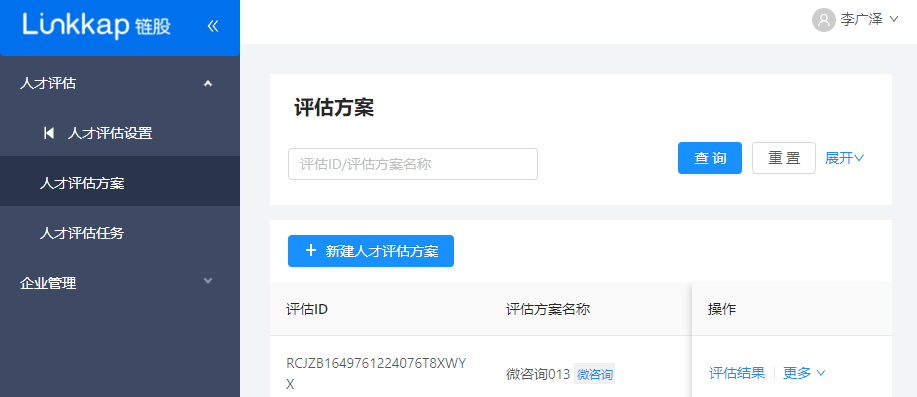 Linkkap 链股
李广泽
人才评估
人才评估设置
人才评估方案
人才评估任务
企业管理
评估方案
评估ID/评估方案名称
查 询
重 置
展开
+ 新建人才评估方案
评估ID
评估方案名称
操作
RCJZB1649761224076T8XWY
X
微咨询013 微咨询
评估结果
更多